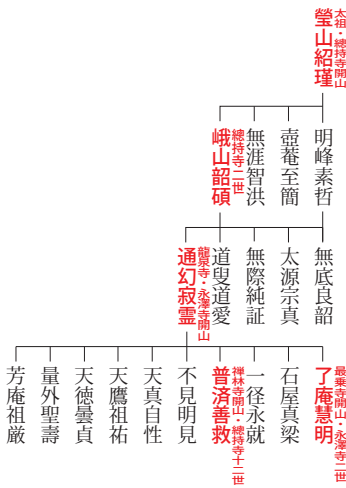 瑩山紹瑾
太祖・總持寺開山
明峰素哲
壺菴至簡
無涯智洪
峨山韶碩
總持寺二世
無底良韶
太源宗真
無際純証
道叟道愛
通幻寂霊
龍泉寺・永澤寺開山
了庵慧明
最乗寺開山・永澤寺二世
石屋真梁
一径永就
普済善救
禅林寺開山・總持寺十二世
不見明見
天真自性
天鷹祖祐
天徳曇貞
量外聖壽
芳庵祖厳